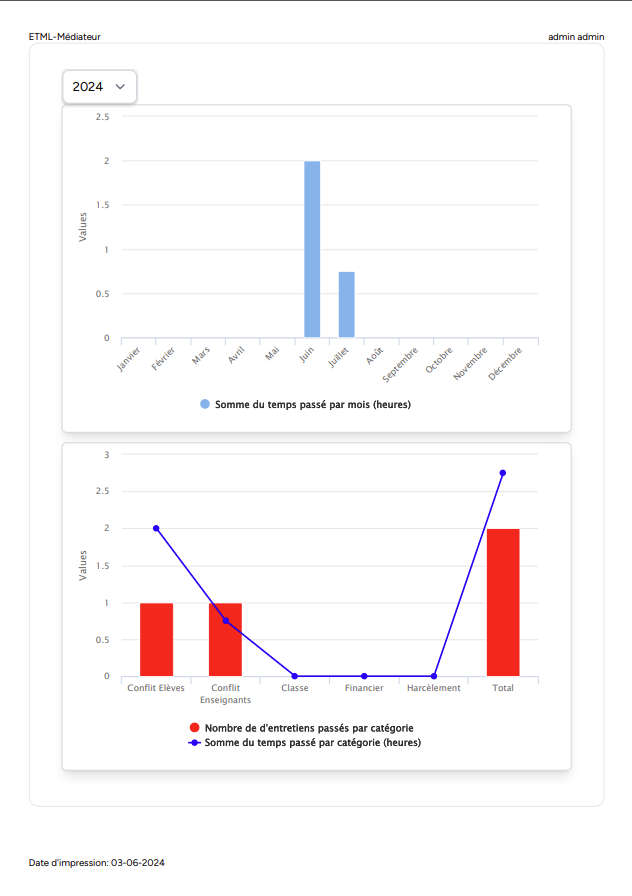 ETML-Médiateur admin admin
2024
2.5
2
1.5
1
0.5
0
Values
Janvier Février Mars Avril Mai Juin Juillet Août Septembre Octobre Novembre Décembre
Somme du temps passé par mois (heures)
3
2.5
2
1.5
1
0.5
0
Values
Conflit Elèves Conflit Enseignants Classe Financier Harcèlement Total
Nombre de d'entretiens passés par catégorie
Somme du temps passé par catégorie (heures)
Date d'impression: 03-06-2024